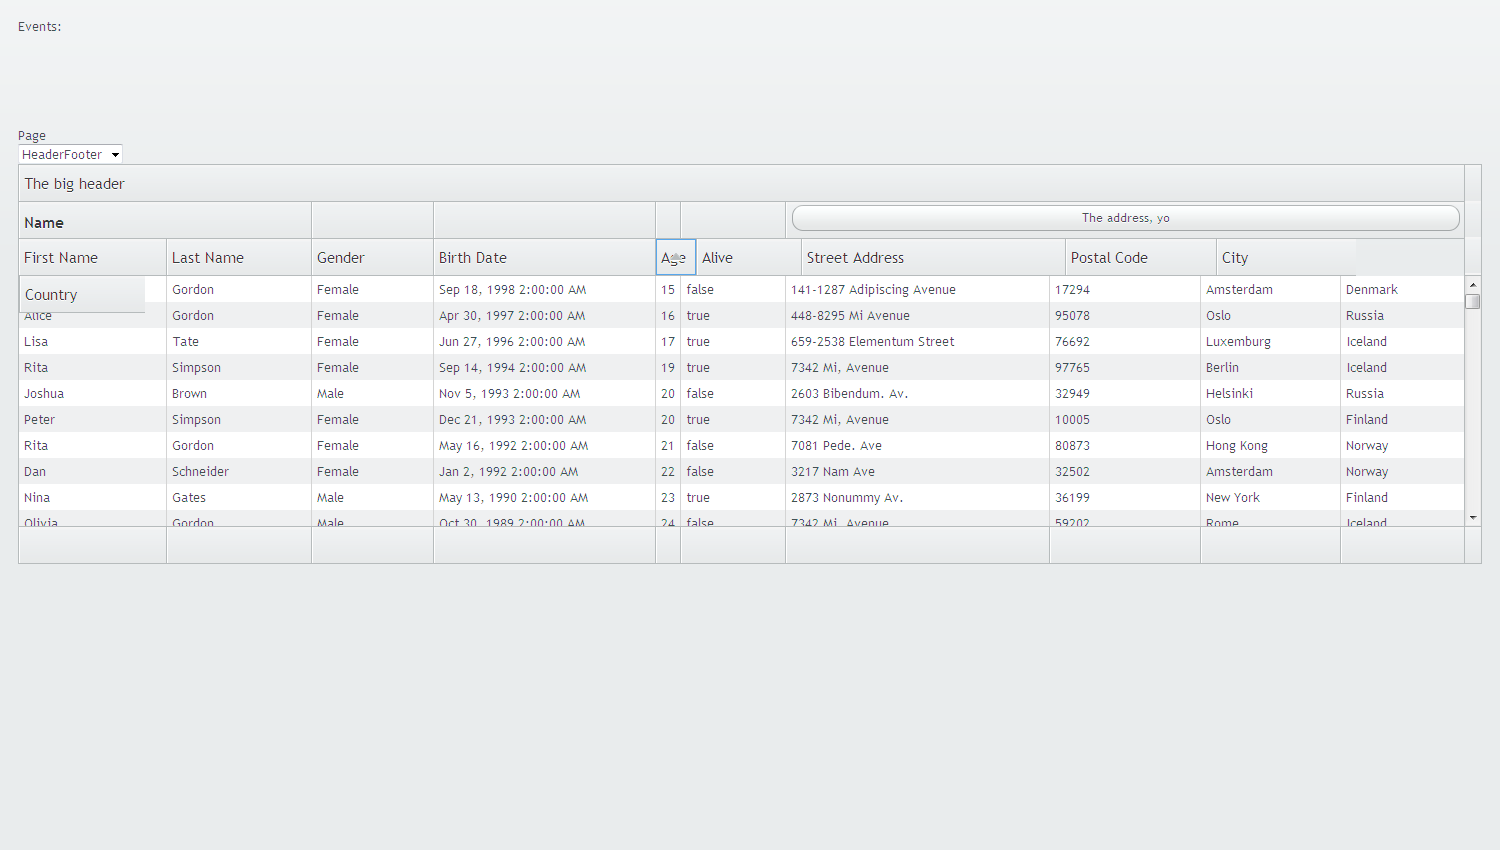 Events:
Page
HeaderFooter
The big header
Name The address, yo
First Name Last Name Gender Birth Date Age Alive Street Address Postal Code City
Gordon Female Sep 18, 1998 2:00:00 AM 15 false 141-1287 Adipiscing Avenue 17294 Amsterdam Denmark
Country
Alice Gordon Female Apr 30, 1997 2:00:00 AM 16 true 448-8295 Mi Avenue 95078 Oslo Russia
Lisa Tate Female Jun 27, 1996 2:00:00 AM 17 true 659-2538 Elementum Street 76692 Luxemburg Iceland
Rita Simpson Female Sep 14, 1994 2:00:00 AM 19 true 7342 Mi, Avenue 97765 Berlin Iceland
Joshua Brown Male Nov 5, 1993 2:00:00 AM 20 false 2603 Bibendum. Av. 32949 Helsinki Russia
Peter Simpson Female Dec 21, 1993 2:00:00 AM 20 true 7342 Mi, Avenue 10005 Oslo Finland
Rita Gordon Female May 16, 1992 2:00:00 AM 21 false 7081 Pede. Ave 80873 Hong Kong Norway
Dan Schneider Female Jan 2, 1992 2:00:00 AM 22 false 3217 Nam Ave 32502 Amsterdam Norway
Nina Gates Male May 13, 1990 2:00:00 AM 23 true 2873 Nonummy Av. 36199 New York Finland
Olivia Gordon Male Oct 30, 1989 2:00:00 AM 24 false 7342 Mi, Avenue 59202 Rome Iceland